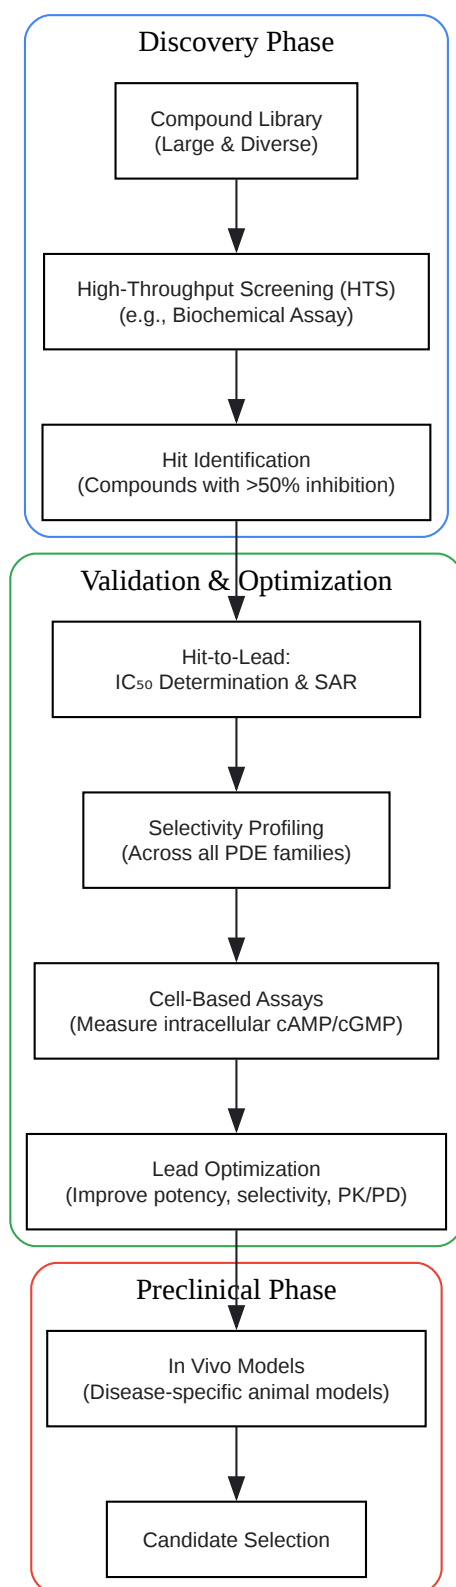 Discovery Phase
Compound Library
(Large & Diverse)
High-Throughput Screening (HTS)
(e.g., Biochemical Assay)
Hit Identification
(Compounds with >50% inhibition)
Validation & Optimization
Hit-to-Lead:
IC₅₀ Determination & SAR
Selectivity Profiling
(Across all PDE families)
Cell-Based Assays
(Measure intracellular cAMP/cGMP)
Lead Optimization
(Improve potency, selectivity, PK/PD)
Preclinical Phase
In Vivo Models
(Disease-specific animal models)
Candidate Selection